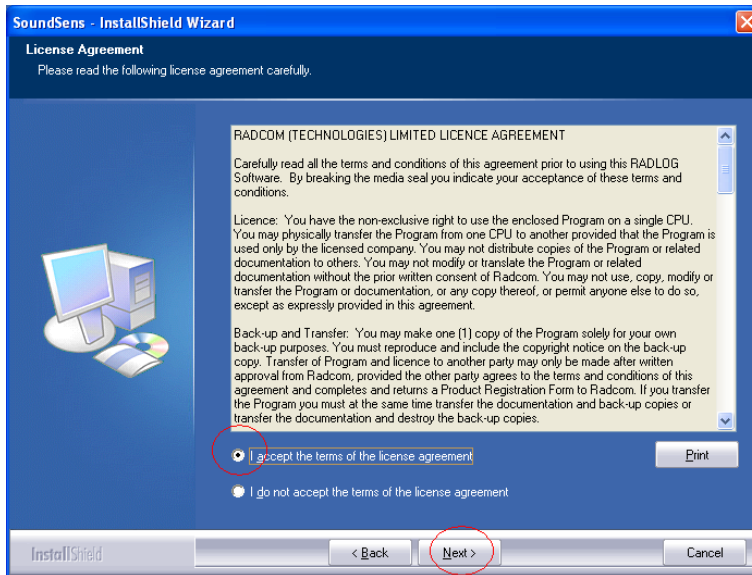 SoundSens - InstallShield Wizard
License Agreement
Please read the following license agreement carefully.
RADCOM (TECHNOLOGIES) LIMITED LICENCE AGREEMENT
Carefully read all the terms and conditions of this agreement prior to using this RADLOG
Software. By breaking the media seal you indicate your acceptance of these terms and
conditions.
Licence: You have the non-exclusive right to use the enclosed Program on a single CPU.
You may physically transfer the Program from one CPU to another provided that the Program is
used only by the licensed company. You may not distribute copies of the Program or related
documentation to others. You may not modify or translate the Program or related
documentation without the prior written consent of Radcom. You may not use, copy, modify or
transfer the Program or documentation, or any copy thereof, or permit anyone else to do so,
except as expressly provided in this agreement.
Back-up and Transfer: You may make one (1) copy of the Program solely for your own
back-up purposes. You must reproduce and include the copyright notice on the back-up
copy. Transfer of Program and licence to another party may only be made after written
approval from Radcom, provided the other party agrees to the terms and conditions of this
agreement and completes and returns a Product Registration Form to Radcom. If you transfer
the Program you must at the same time transfer the documentation and back-up copies or
transfer the documentation and destroy the back-up copies.
I accept the terms of the license agreement
Print
I do not accept the terms of the license agreement
InstallShield
< Back
Next >
Cancel